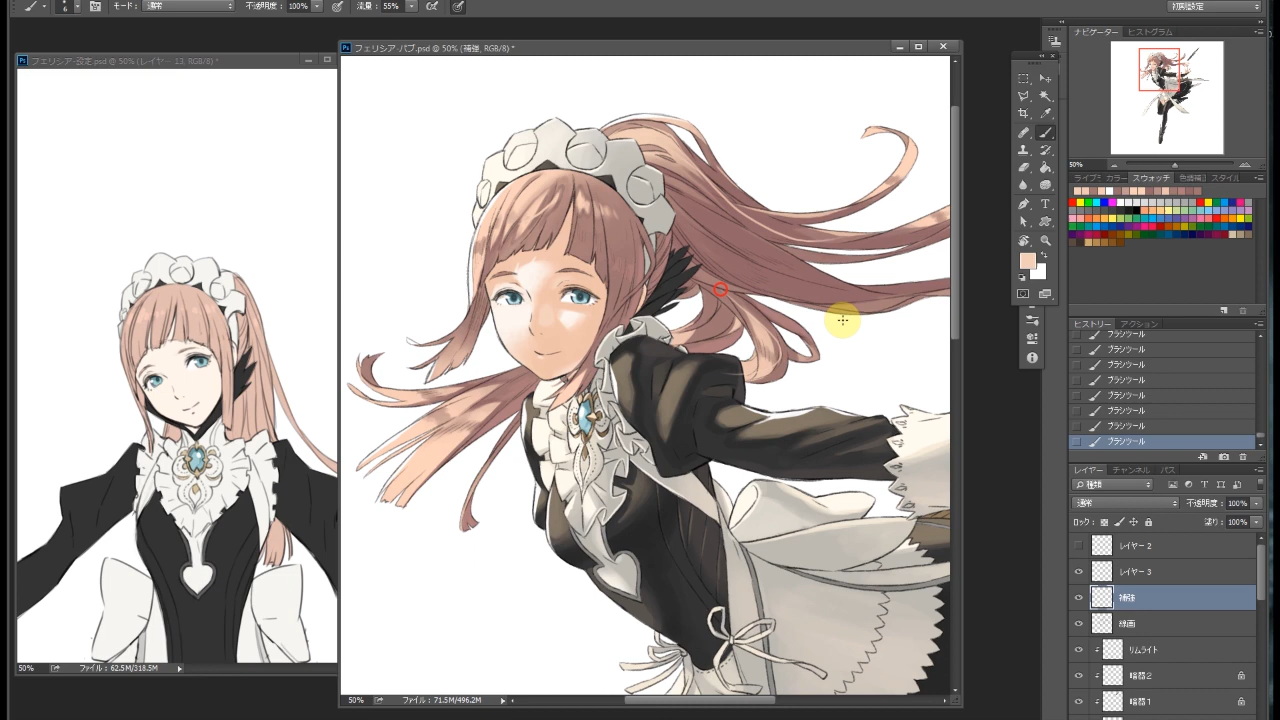 6
モード： 通常
不透明度： 100%
流量： 55%
初期設定
フェリシア-設定.psd @ 50% (レイヤー 13, RGB/8) *
フェリシア-パブ.psd @ 50% (補強, RGB/8) *
ナビゲーター ヒストグラム
50%
カラー スウォッチ 色調補正 スタイル
ヒストリー アクション
ブラシツール
ブラシツール
ブラシツール
ブラシツール
ブラシツール
ブラシツール
ブラシツール
ブラシツール
レイヤー チャンネル パス
種類
通常 不透明度： 100%
ロック： 塗り： 100%
レイヤー 2
レイヤー 3
補強
線画
リムライト
暗部2
暗部1
50% ファイル : 62.5M/318.5M
50% ファイル : 71.5M/496.2M